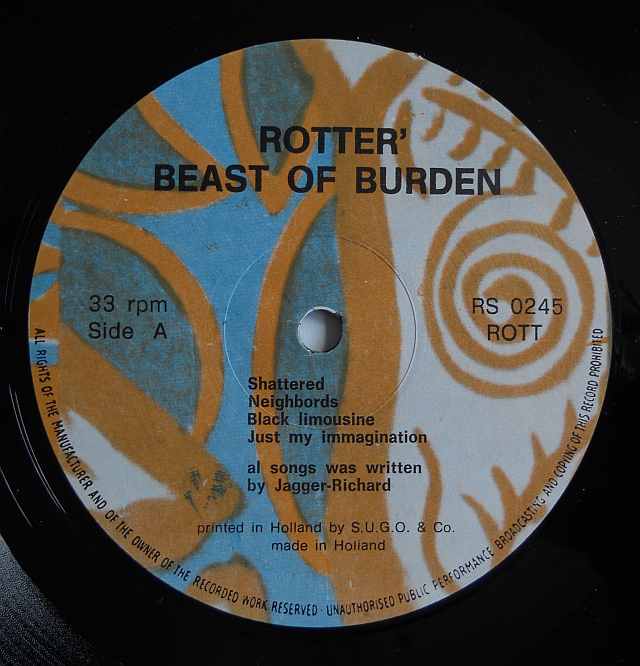 ROTTER'
BEAST OF BURDEN
33 rpm
Side A
RS 0245
ROTT
Shattered
Neighbords
Black limousine
Just my immagination
al songs was written
by Jagger-Richard
printed in Holland by S.U.G.O. & Co.
made in Holland
ALL RIGHTS OF THE MANUFACTURER AND OF THE OWNER OF THE RECORDED WORK RESERVED · UNAUTHORISED PUBLIC PERFORMANCE BROADCASTING AND COPYING OF THIS RECORD PROHIBITED